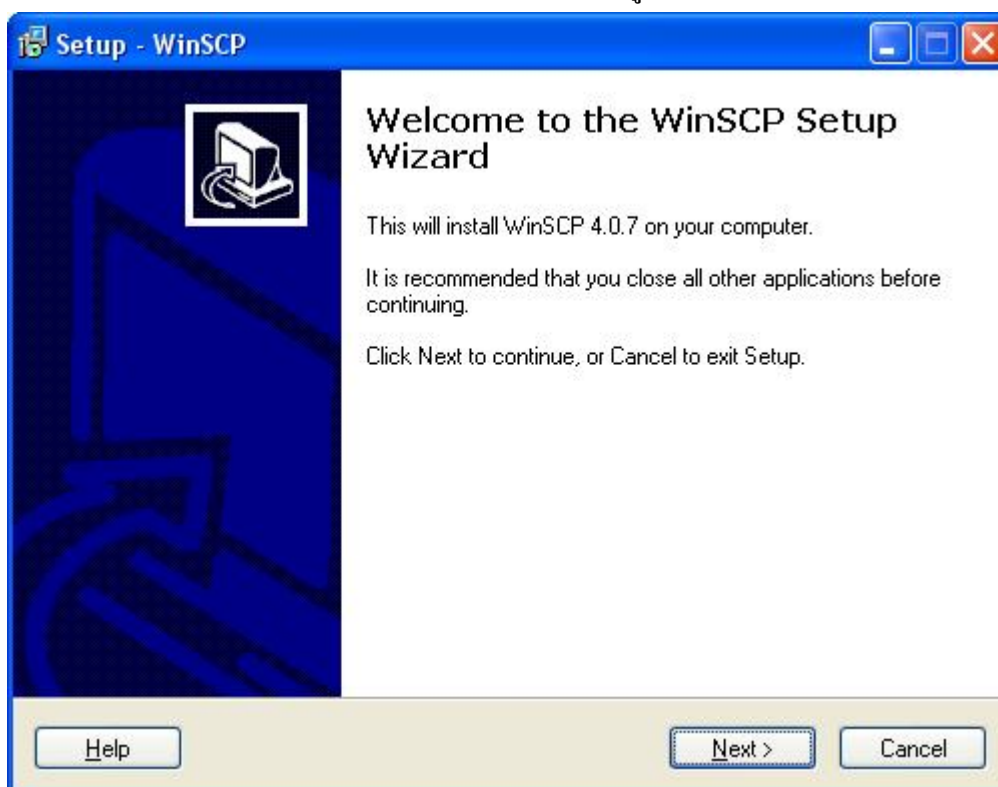 Setup - WinSCP
Welcome to the WinSCP Setup
Wizard
This will install WinSCP 4.0.7 on your computer.
It is recommended that you close all other applications before
continuing.
Click Next to continue, or Cancel to exit Setup.
Help
Next >
Cancel